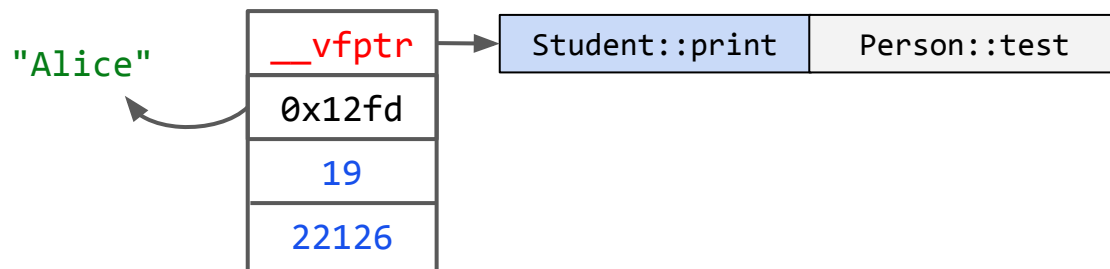 "Alice"
__vfptr
Student::print
Person::test
0x12fd
19
22126